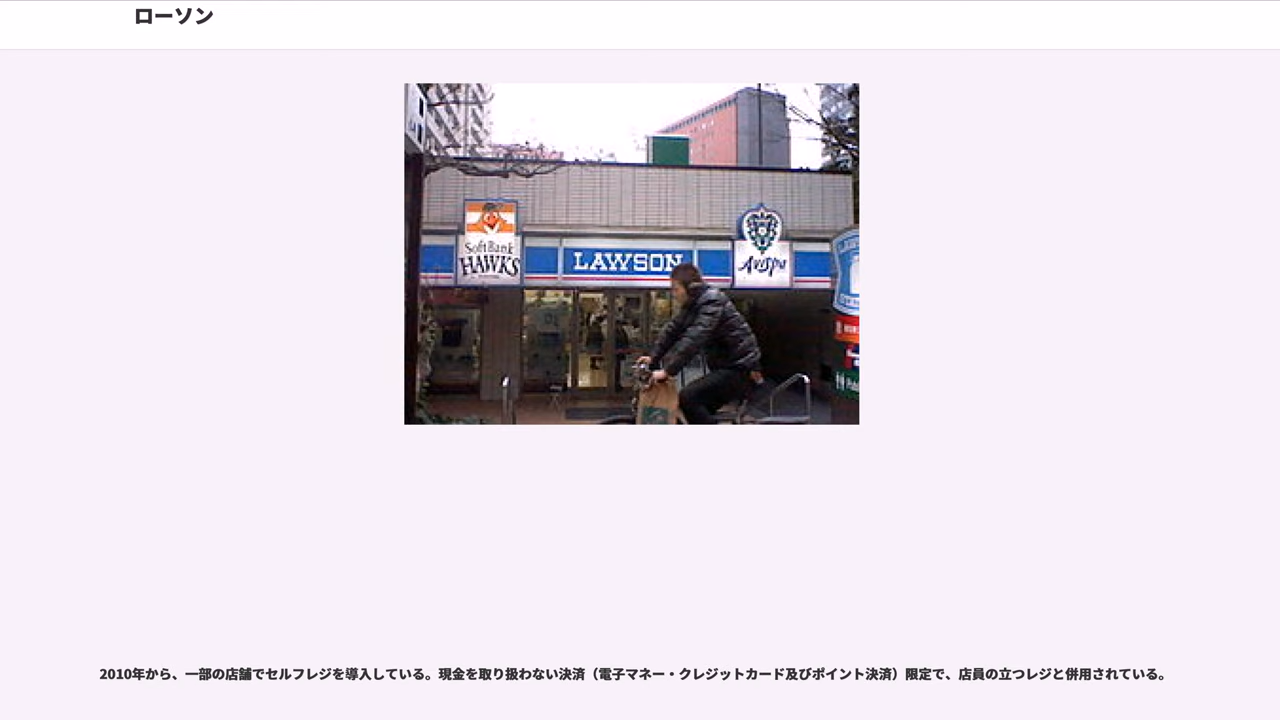 ローソン
SoftBank
HAWKS
LAWSON
Avispa
2010年から、一部の店舗でセルフレジを導入している。現金を取り扱わない決済（電子マネー・クレジットカード及びポイント決済）限定で、店員の立つレジと併用されている。